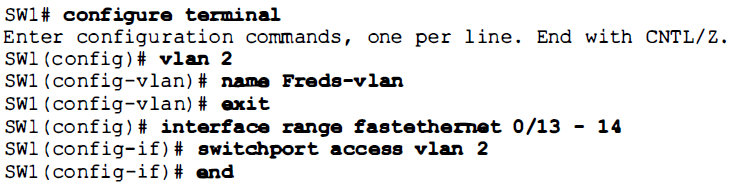 SW1# configure terminal
Enter configuration commands, one per line. End with CNTL/Z.
SW1(config)# vlan 2
SW1(config-vlan)# name Freds-vlan
SW1(config-vlan)# exit
SW1(config)# interface range fastethernet 0/13 - 14
SW1(config-if)# switchport access vlan 2
SW1(config-if)# end